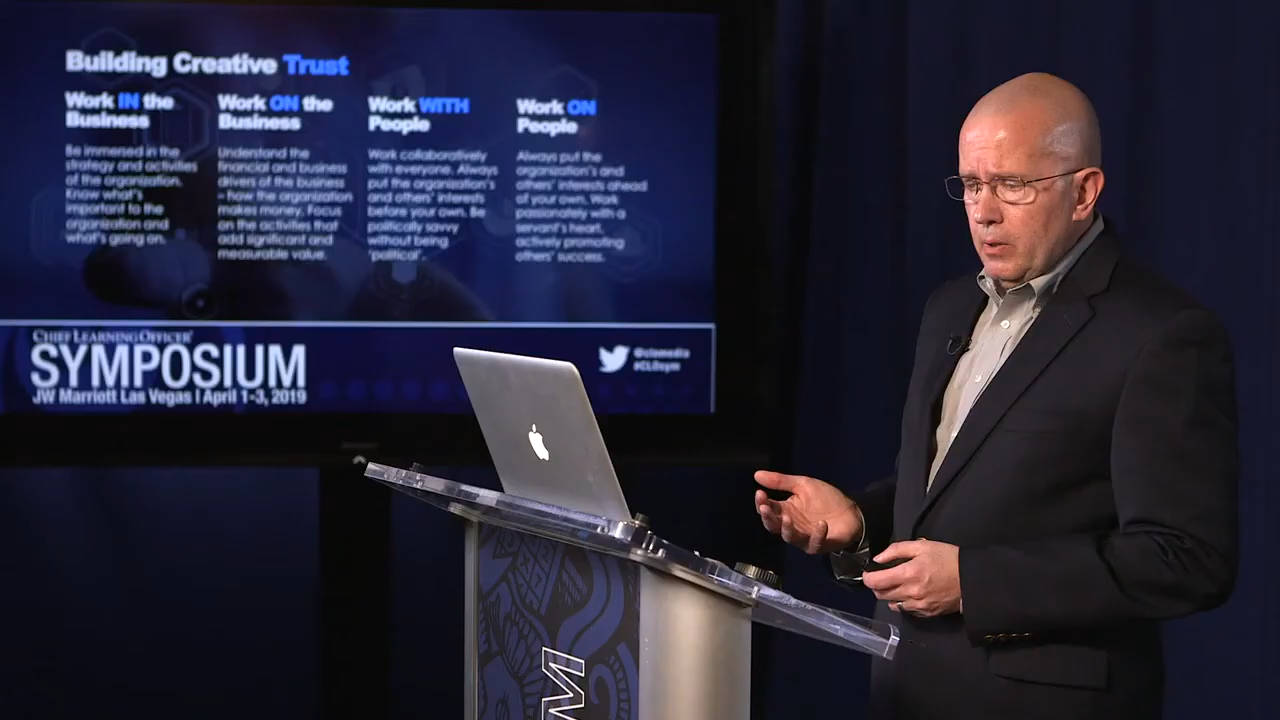 Building Creative Trust
Work IN the
Business
Be immersed in the
strategy and activities
of the organization.
Know what's
important to the
organization and
what's going on.
Work ON the
Business
Understand the
financial and business
drivers of the business
– how the organization
makes money. Focus
on the activities that
add significant and
measurable value.
Work WITH
People
Work collaboratively
with everyone. Always
put the organization's
and others' interests
before your own. Be
politically savvy
without being
'political'.
Work ON
People
Always put the
organization's and
others' interests ahead
of your own. Work
passionately with a
servant's heart,
actively promoting
others' success.
CHIEF LEARNING OFFICER
SYMPOSIUM
JW Marriott Las Vegas | April 1-3, 2019
@clomedia
#CLOsym
M